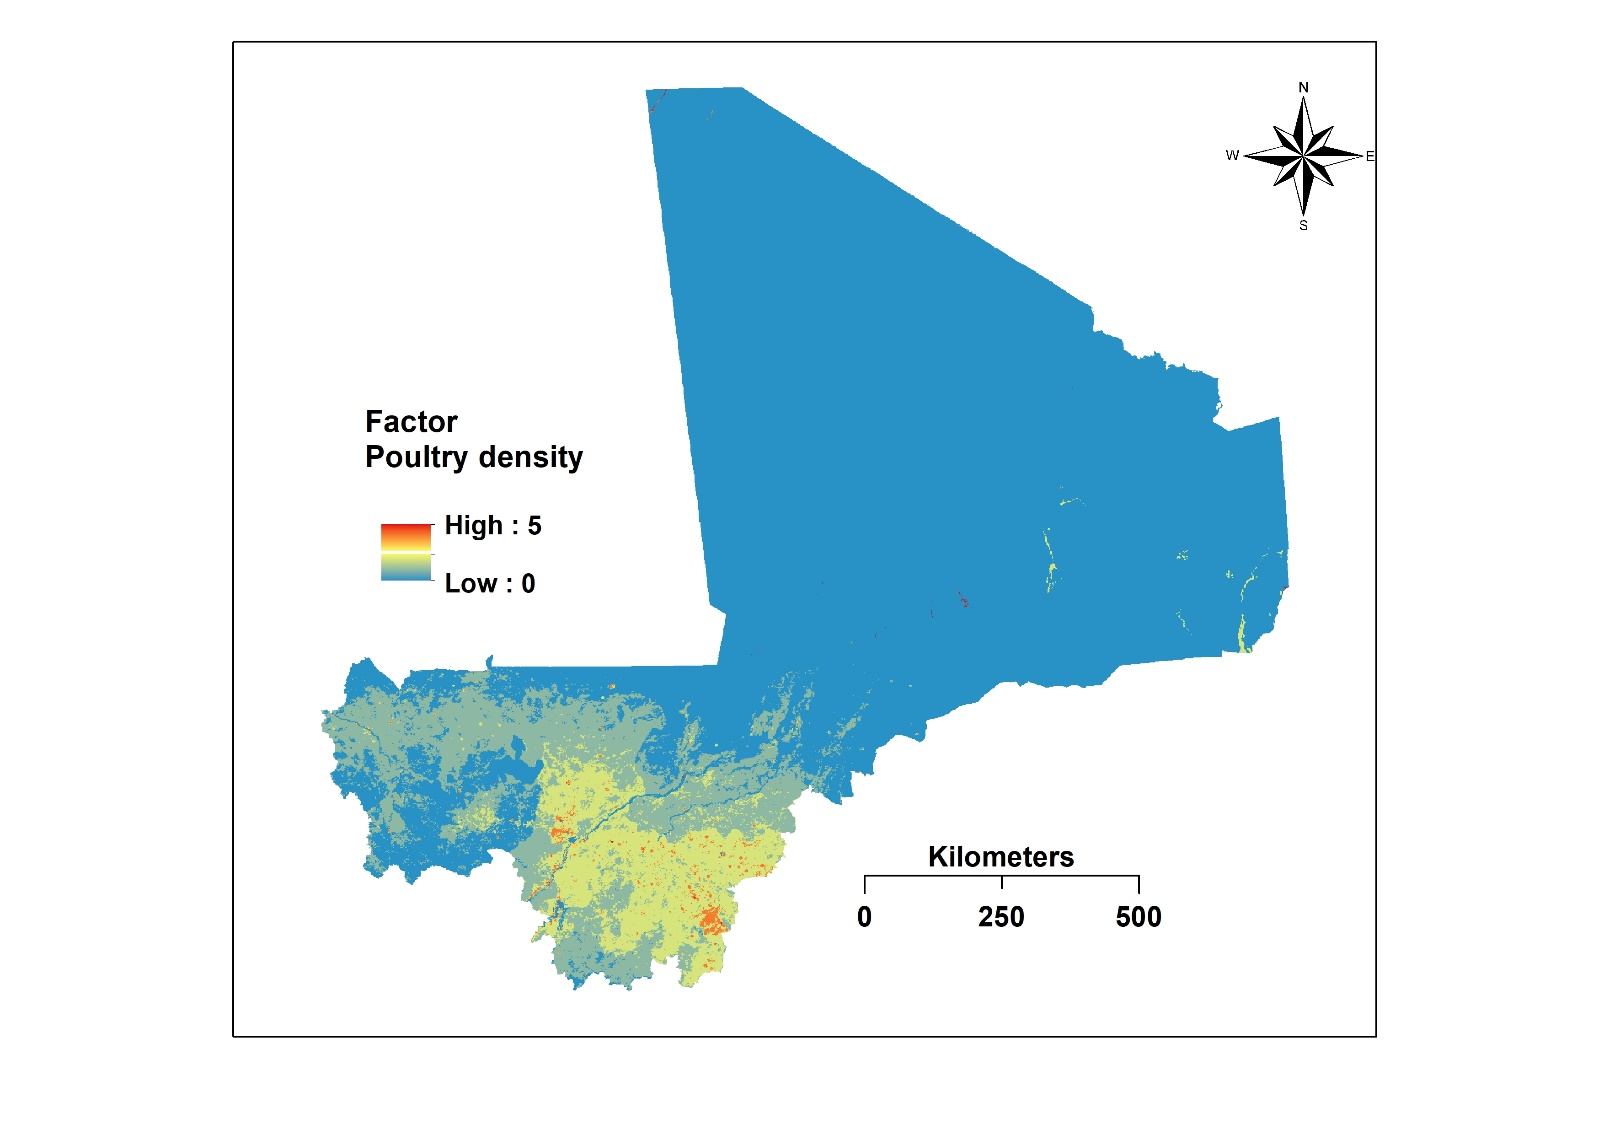 N
W E
S
Factor
Poultry density
High : 5
Low : 0
Kilometers
0 250 500